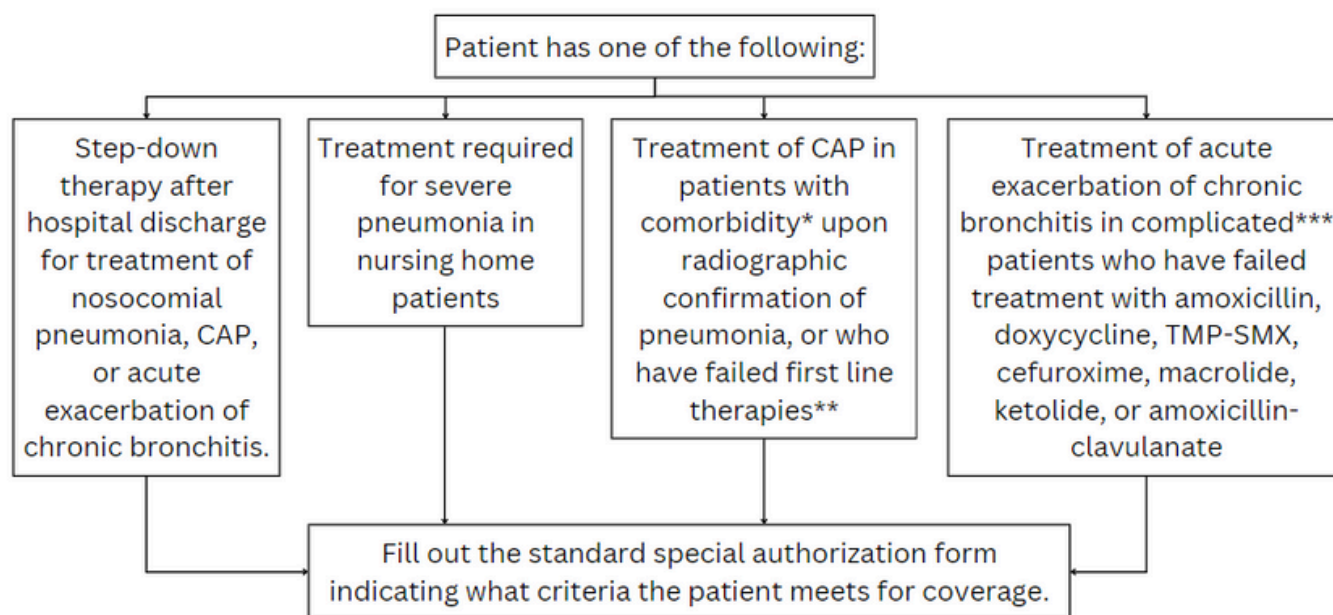 Patient has one of the following:
Step-down
therapy after
hospital discharge
for treatment of
nosocomial
pneumonia, CAP,
or acute
exacerbation of
chronic bronchitis.
Treatment required
for severe
pneumonia in
nursing home
patients
Treatment of CAP in
patients with
comorbidity* upon
radiographic
confirmation of
pneumonia, or who
have failed first line
therapies**
Treatment of acute
exacerbation of chronic
bronchitis in complicated***
patients who have failed
treatment with amoxicillin,
doxycycline, TMP-SMX,
cefuroxime, macrolide,
ketolide, or amoxicillin-
clavulanate
Fill out the standard special authorization form
indicating what criteria the patient meets for coverage.